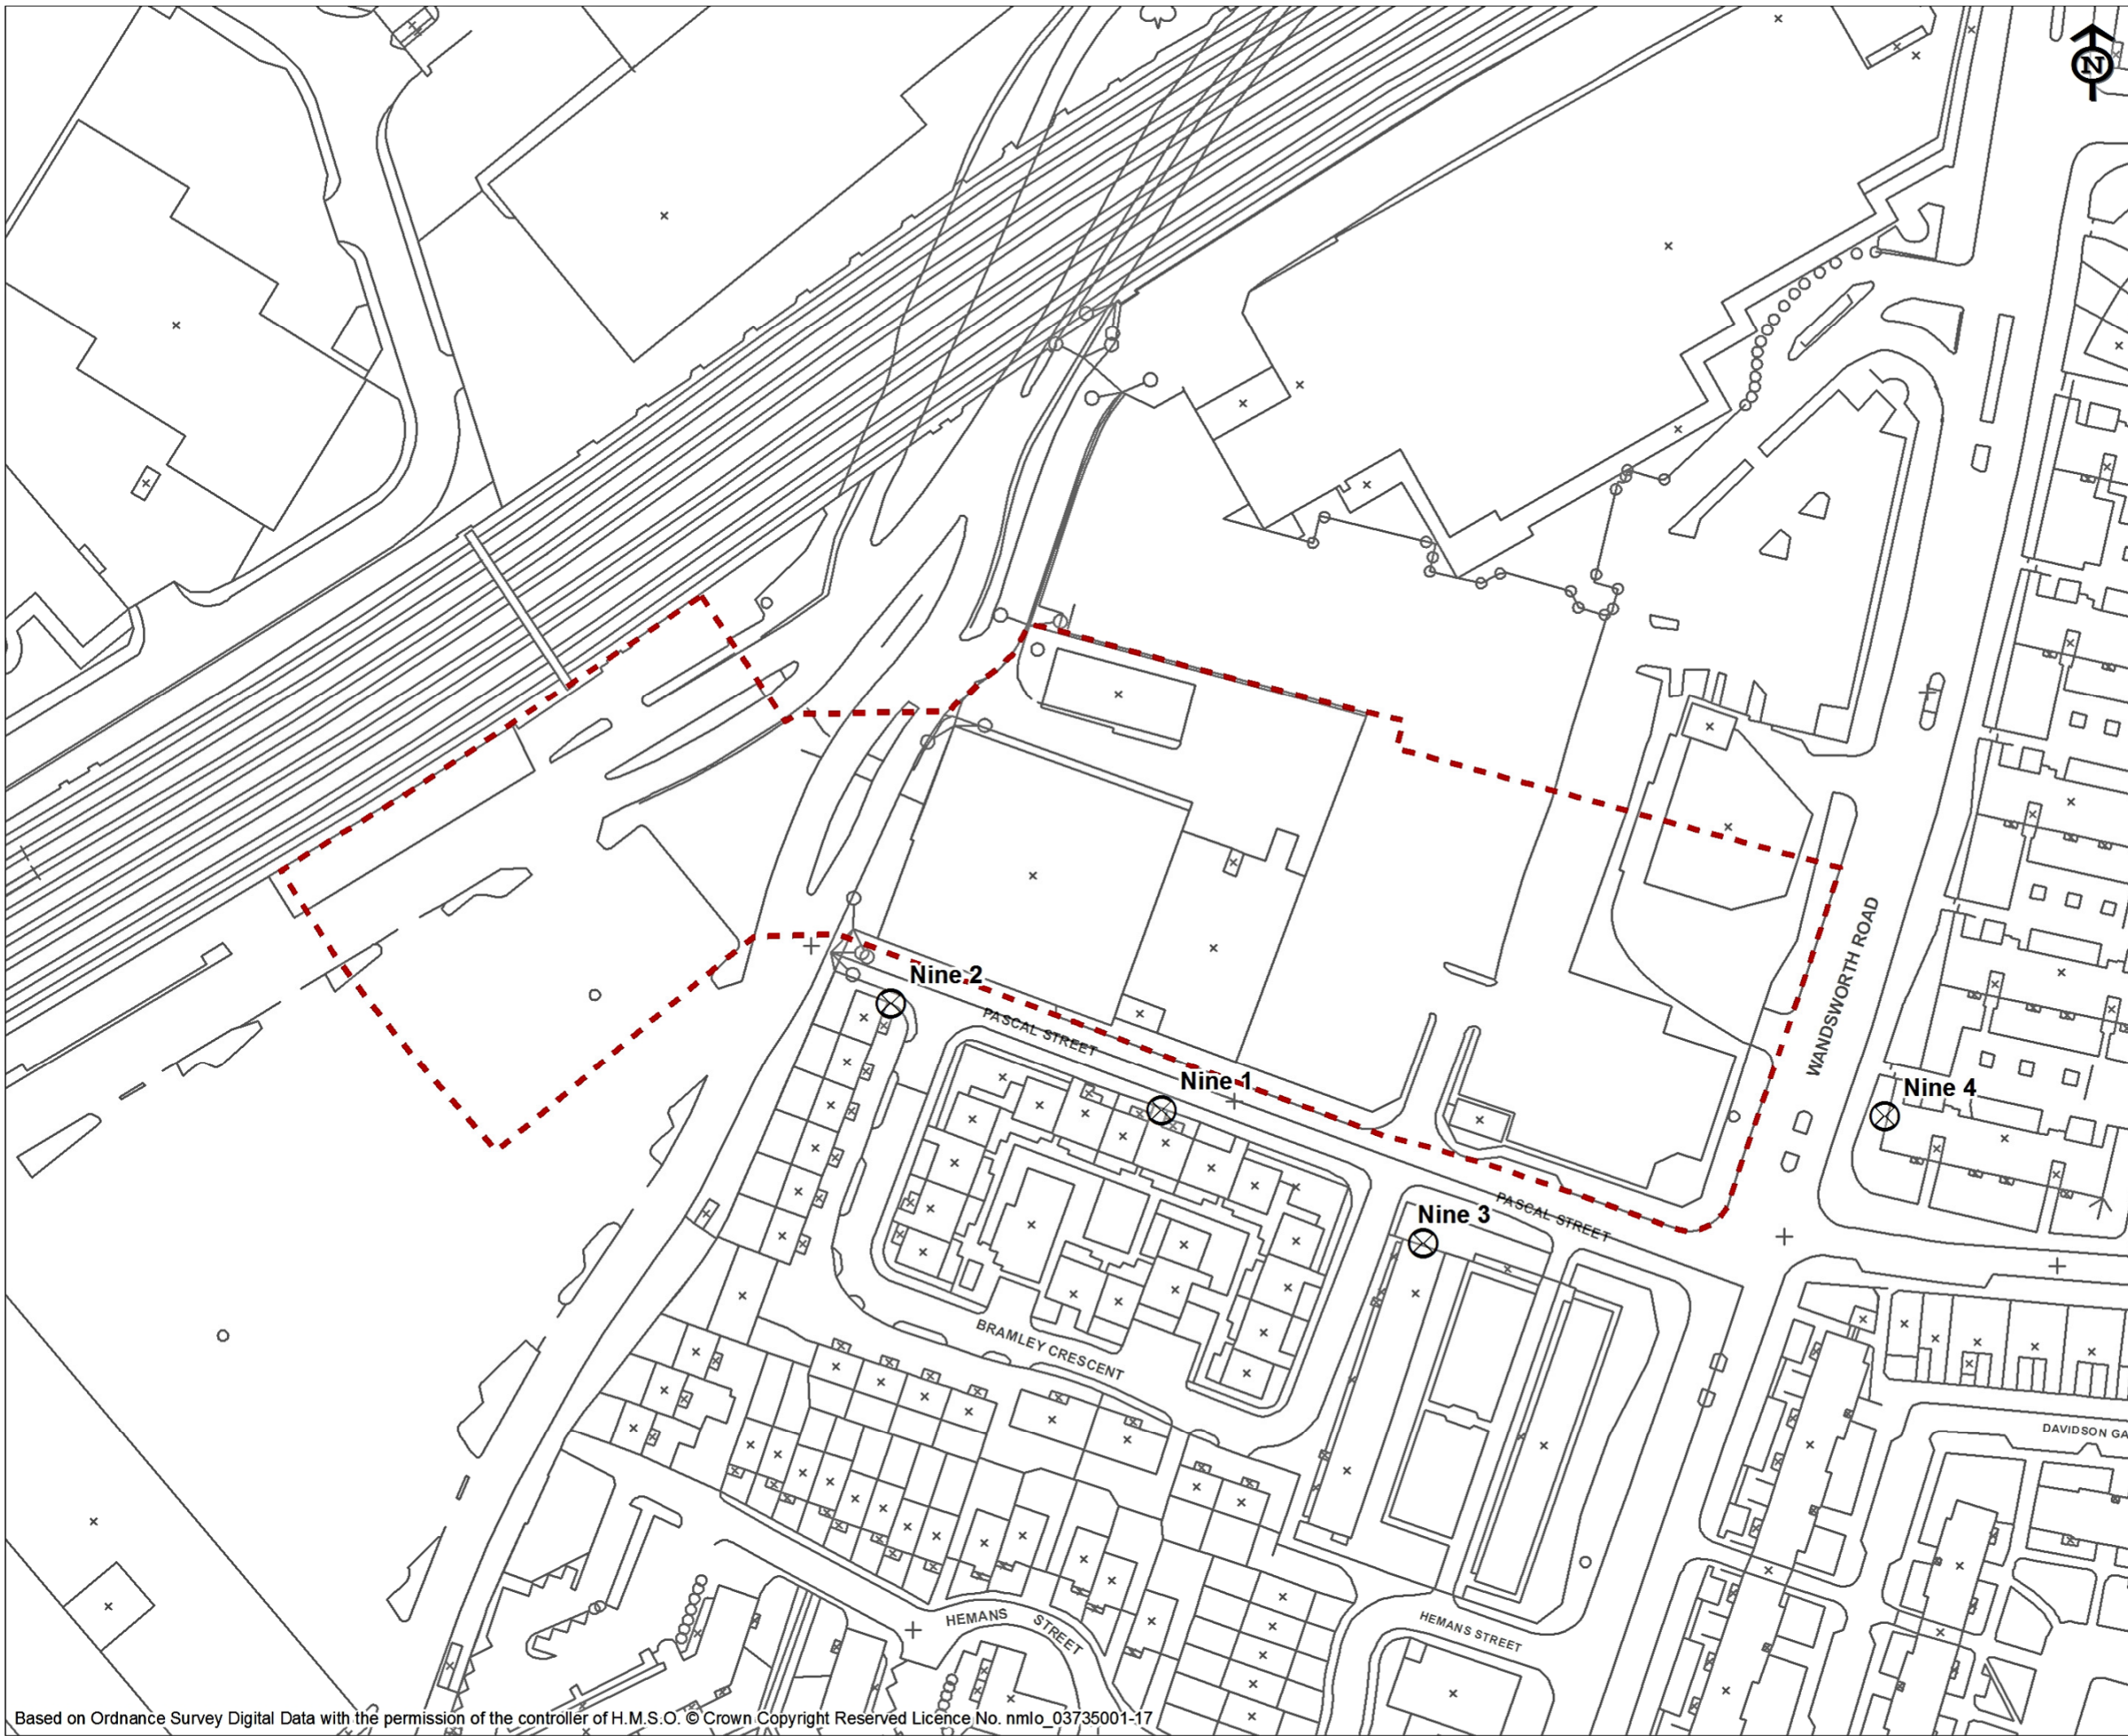 N
Nine 2
PASCAL STREET
WANDSWORTH ROAD
Nine 1
Nine 4
PASCAL STREET
Nine 3
BRAMLEY CRESCENT
DAVIDSON GA
HEMANS STREET
HEMANS STREET
Based on Ordnance Survey Digital Data with the permission of the controller of H.M.S.O. © Crown Copyright Reserved Licence No. nmlo_03735001-17